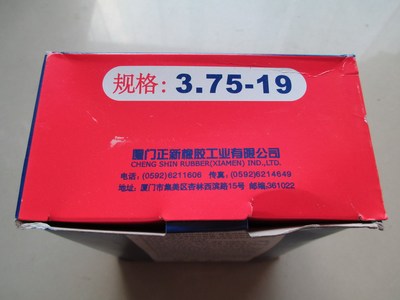 规格: 3.75-19
厦门正新橡胶工业有限公司
CHENG SHIN RUBBER(XIAMEN) IND.,LTD.
电话: (0592)6211606 传真: (0592)6214649
地址: 厦门市集美区杏林西滨路15号 邮编:361022